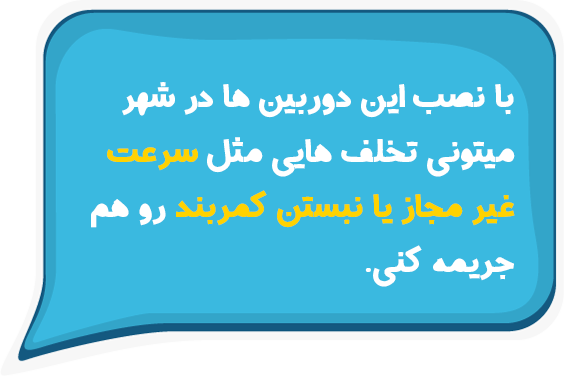 با نصب این دوربین ها در شهر
میتونی تخلف هایی مثل سرعت
غیر مجاز یا نبستن کمربند رو هم
جریمه کنی.